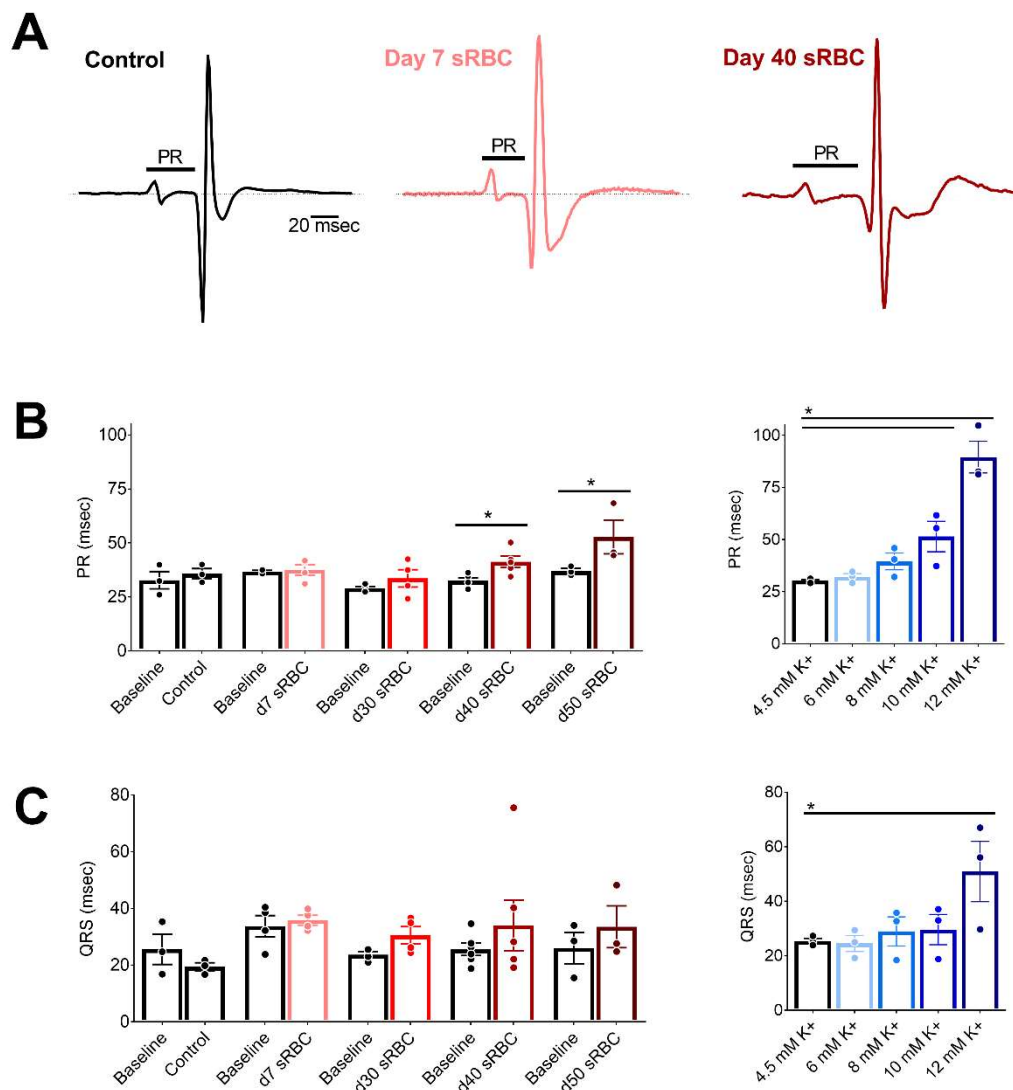 A
Control
Day 7 sRBC
Day 40 sRBC
PR
PR
PR
20 msec
B
PR (msec)
100
75
50
25
0
*
*
Baseline
Control
Baseline
d7 sRBC
Baseline
d30 sRBC
Baseline
d40 sRBC
Baseline
d50 sRBC
PR (msec)
100
75
50
25
0
*
4.5 mM K+
6 mM K+
8 mM K+
10 mM K+
12 mM K+
C
QRS (msec)
80
60
40
20
0
Baseline
Control
Baseline
d7 sRBC
Baseline
d30 sRBC
Baseline
d40 sRBC
Baseline
d50 sRBC
QRS (msec)
80
60
40
20
0
*
4.5 mM K+
6 mM K+
8 mM K+
10 mM K+
12 mM K+